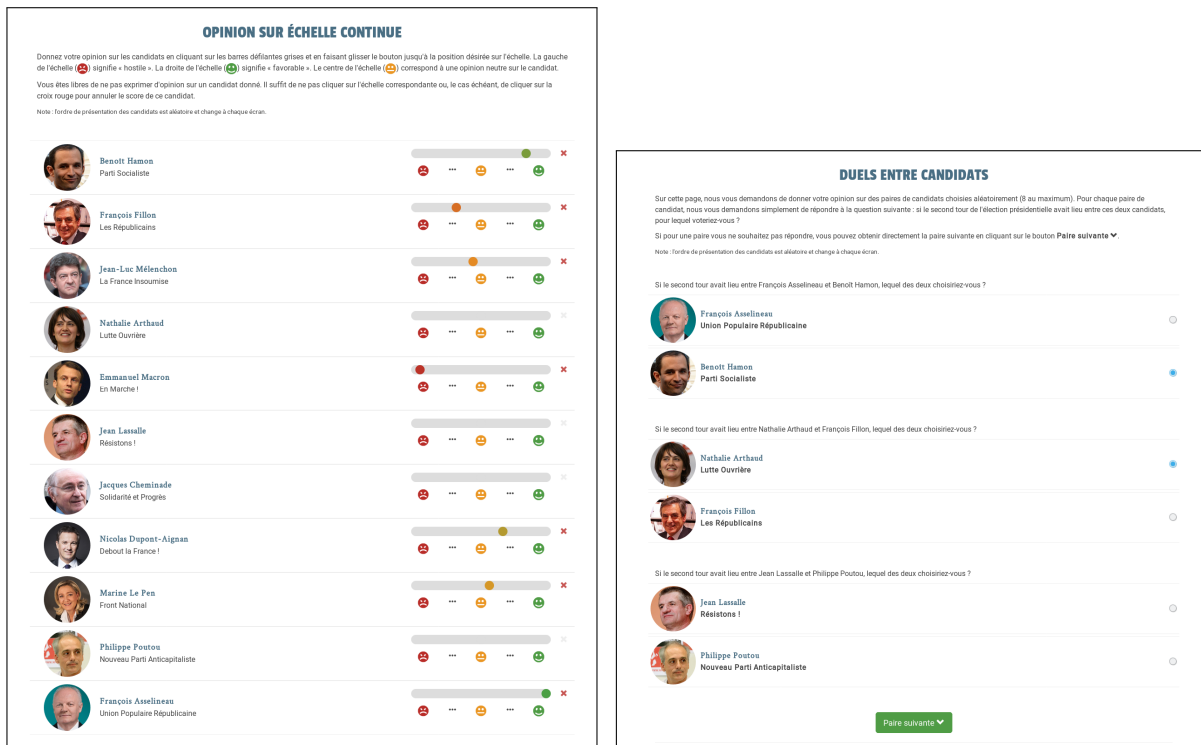 OPINION SUR ÉCHELLE CONTINUE
Donnez votre opinion sur les candidats en cliquant sur les barres défilantes grises et en faisant glisser le bouton jusqu'à la position désirée sur l'échelle. La gauche
de l'échelle () signifie « hostile ». La droite de l'échelle () signifie « favorable ». Le centre de l'échelle () correspond à une opinion neutre sur le candidat.
Vous êtes libres de ne pas exprimer d'opinion sur un candidat donné. Il suffit de ne pas cliquer sur l'échelle correspondante ou, le cas échéant, de cliquer sur la
croix rouge pour annuler le score de ce candidat.
Note : l'ordre de présentation des candidats est aléatoire et change à chaque écran.
Benoît Hamon
Parti Socialiste
François Fillon
Les Républicains
Jean-Luc Mélenchon
La France Insoumise
Nathalie Arthaud
Lutte Ouvrière
Emmanuel Macron
En Marche !
Jean Lassalle
Résistons !
Jacques Cheminade
Solidarité et Progrès
Nicolas Dupont-Aignan
Debout la France !
Marine Le Pen
Front National
Philippe Poutou
Nouveau Parti Anticapitaliste
François Asselineau
Union Populaire Républicaine
DUELS ENTRE CANDIDATS
Sur cette page, nous vous demandons de donner votre opinion sur des paires de candidats choisies aléatoirement (8 au maximum). Pour chaque paire de
candidat, nous vous demandons simplement de répondre à la question suivante : si le second tour de l'élection présidentielle avait lieu entre ces deux candidats,
pour lequel voteriez-vous ?
Si pour une paire vous ne souhaitez pas répondre, vous pouvez obtenir directement la paire suivante en cliquant sur le bouton Paire suivante.
Note : l'ordre de présentation des candidats est aléatoire et change à chaque écran.
Si le second tour avait lieu entre François Asselineau et Benoît Hamon, lequel des deux choisiriez-vous ?
François Asselineau
Union Populaire Républicaine
Benoît Hamon
Parti Socialiste
Si le second tour avait lieu entre Nathalie Arthaud et François Fillon, lequel des deux choisiriez-vous ?
Nathalie Arthaud
Lutte Ouvrière
François Fillon
Les Républicains
Si le second tour avait lieu entre Jean Lassalle et Philippe Poutou, lequel des deux choisiriez-vous ?
Jean Lassalle
Résistons !
Philippe Poutou
Nouveau Parti Anticapitaliste
Paire suivante